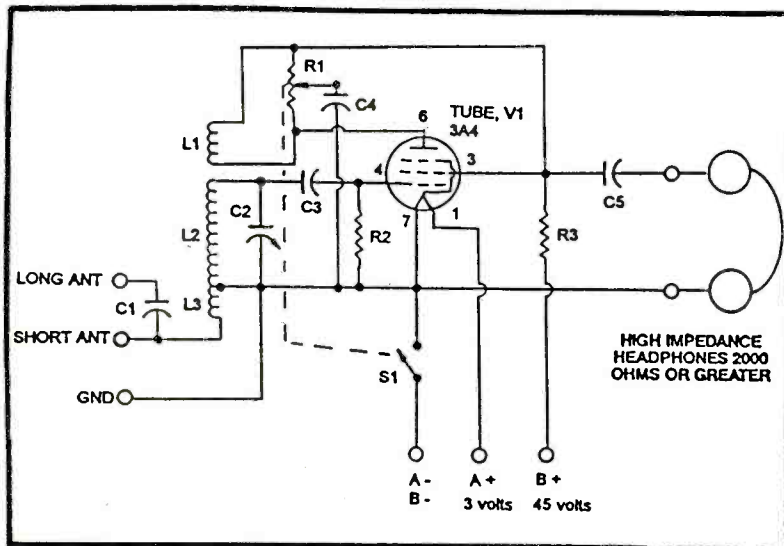 R1
C4
6
TUBE, V1
3A4
L1
4
3
C3
C5
C2
7
1
L2
R2
R3
LONG ANT
C1
L3
SHORT ANT
HIGH IMPEDANCE
HEADPHONES 2000
OHMS OR GREATER
S1
GND
A -
B -
A +
3 volts
B +
45 volts